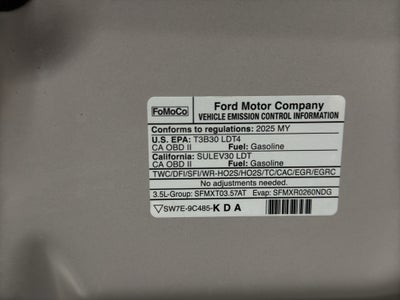 FoMoCo
Ford Motor Company
VEHICLE EMISSION CONTROL INFORMATION
Conforms to regulations: 2025 MY
U.S. EPA: T3B30 LDT4
CA OBD II Fuel: Gasoline
California: SULEV30 LDT
CA OBD II Fuel: Gasoline
TWC/DFI/SFI/WR-HO2S/HO2S/TC/CAC/EGR/EGRC
No adjustments needed.
3.5L-Group: SFMXT03.57AT Evap: SFMXR0260NDG
SW7E-9C485-KDA